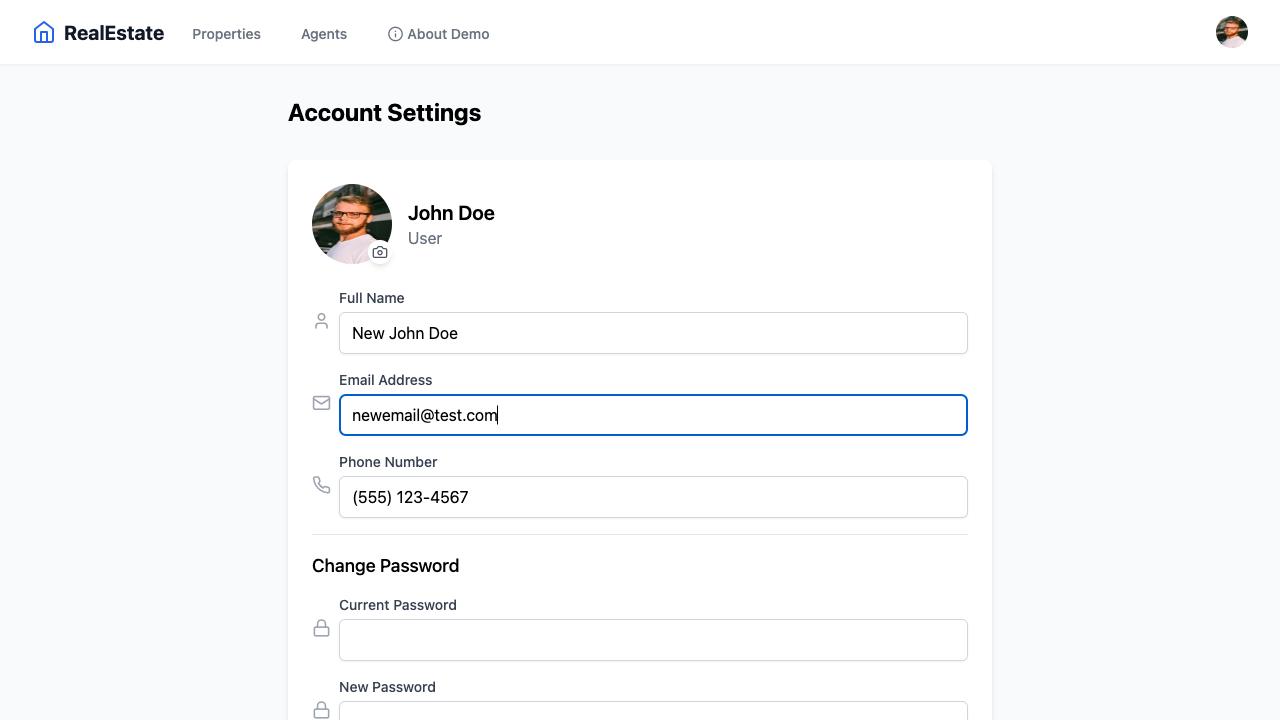 RealEstate Properties Agents About Demo
Account Settings
John Doe
User
Full Name
New John Doe
Email Address
newemail@test.com
Phone Number
(555) 123-4567
Change Password
Current Password
New Password